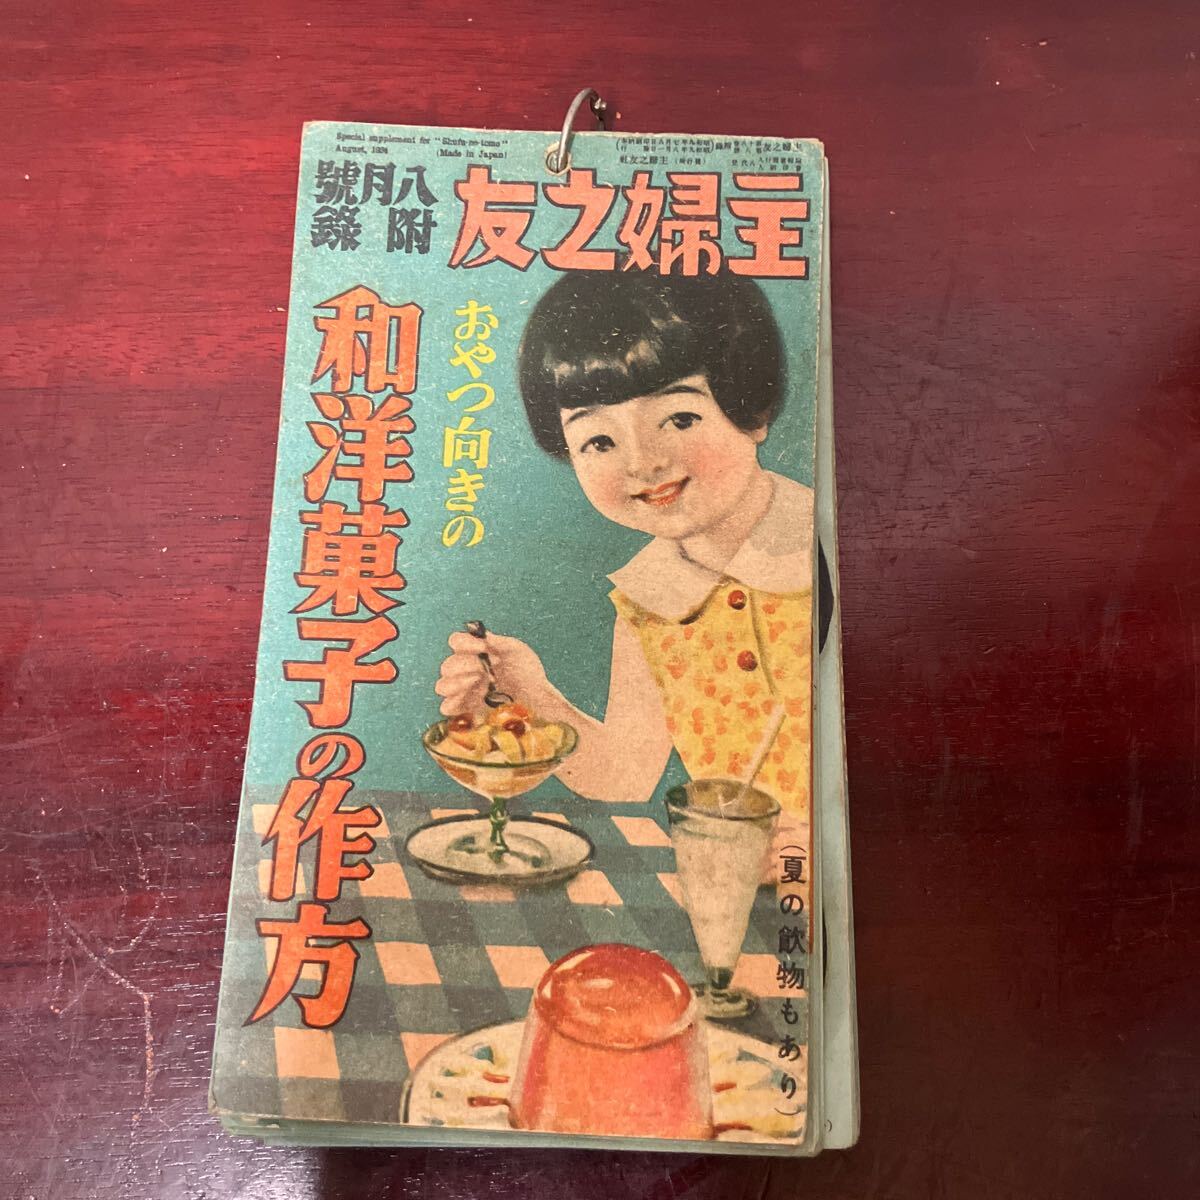 Special supplement for "Shufu-no-tomo"
August, 1934 (Made in Japan)
主婦之友
八月號
附錄
おやつ向きの
和洋菓子の作方
(夏の飲物もあり)